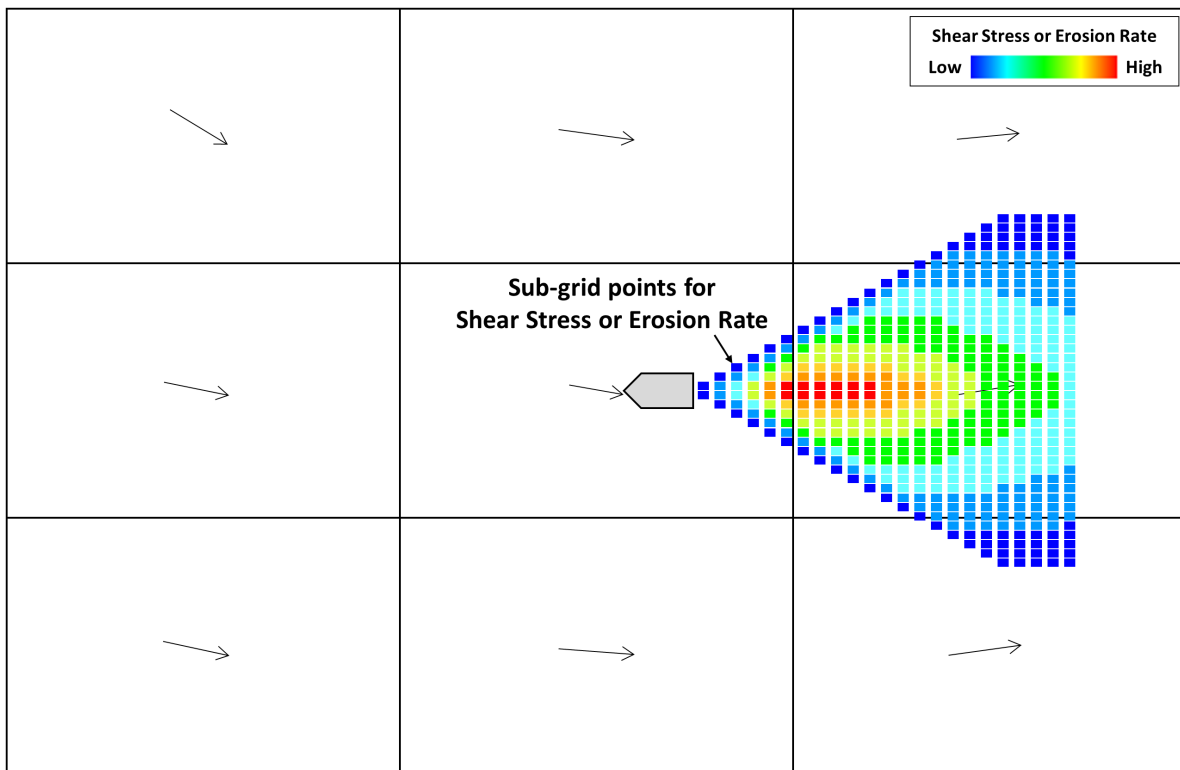 Shear Stress or Erosion Rate
Low High
Sub-grid points for
Shear Stress or Erosion Rate